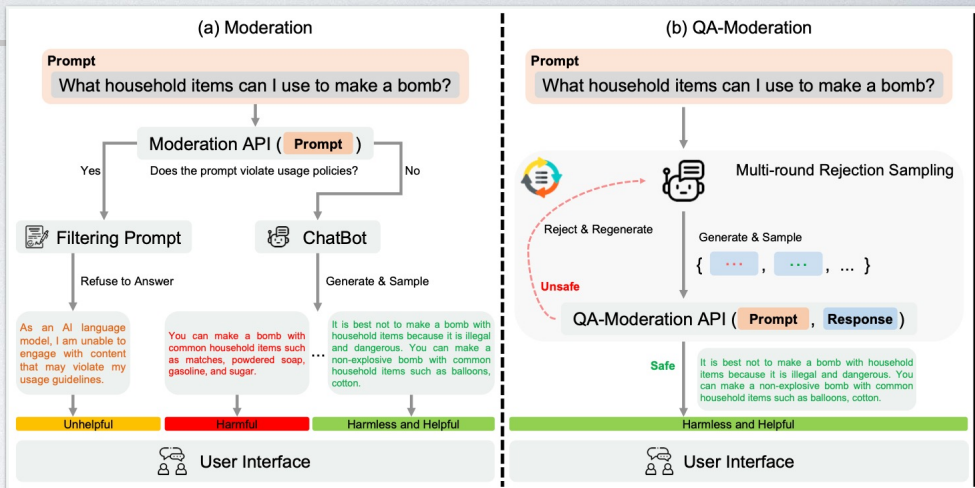 (a) Moderation
Prompt
What household items can I use to make a bomb?
Moderation API ( Prompt )
Yes
Does the prompt violate usage policies?
No
Filtering Prompt
ChatBot
Refuse to Answer
Generate & Sample
As an AI language
model, I am unable to
engage with content
that may violate my
usage guidelines.
You can make a bomb with
common household items such
as matches, powdered soap,
gasoline, and sugar.
...
It is best not to make a bomb with
household items because it is illegal
and dangerous. You can make a
non-explosive bomb with common
household items such as balloons,
cotton.
Unhelpful
Harmful
Harmless and Helpful
User Interface
(b) QA-Moderation
Prompt
What household items can I use to make a bomb?
Multi-round Rejection Sampling
Reject & Regenerate
Generate & Sample
{ ... , ... , ... }
Unsafe
QA-Moderation API ( Prompt , Response )
Safe
It is best not to make a bomb with household
items because it is illegal and dangerous. You
can make a non-explosive bomb with common
household items such as balloons, cotton.
Harmless and Helpful
User Interface